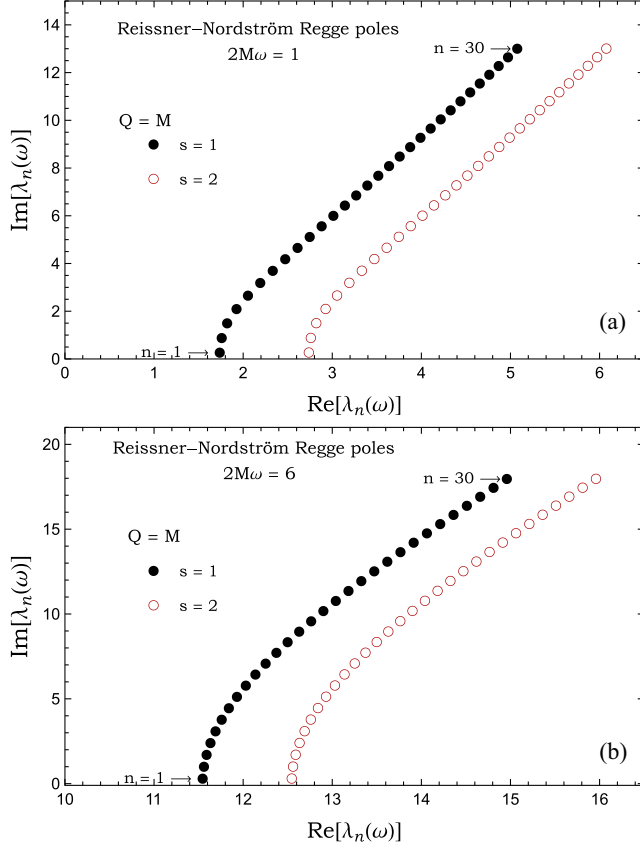 Reissner–Nordström Regge poles
2Mω = 1
n = 30
Q = M
s = 1
s = 2
n = 1
(a)
Im[λₙ(ω)]
14
12
10
8
6
4
2
0
0 1 2 3 4 5 6
Re[λₙ(ω)]
Reissner–Nordström Regge poles
2Mω = 6
n = 30
Q = M
s = 1
s = 2
n = 1
(b)
Im[λₙ(ω)]
20
15
10
5
0
10 11 12 13 14 15 16
Re[λₙ(ω)]